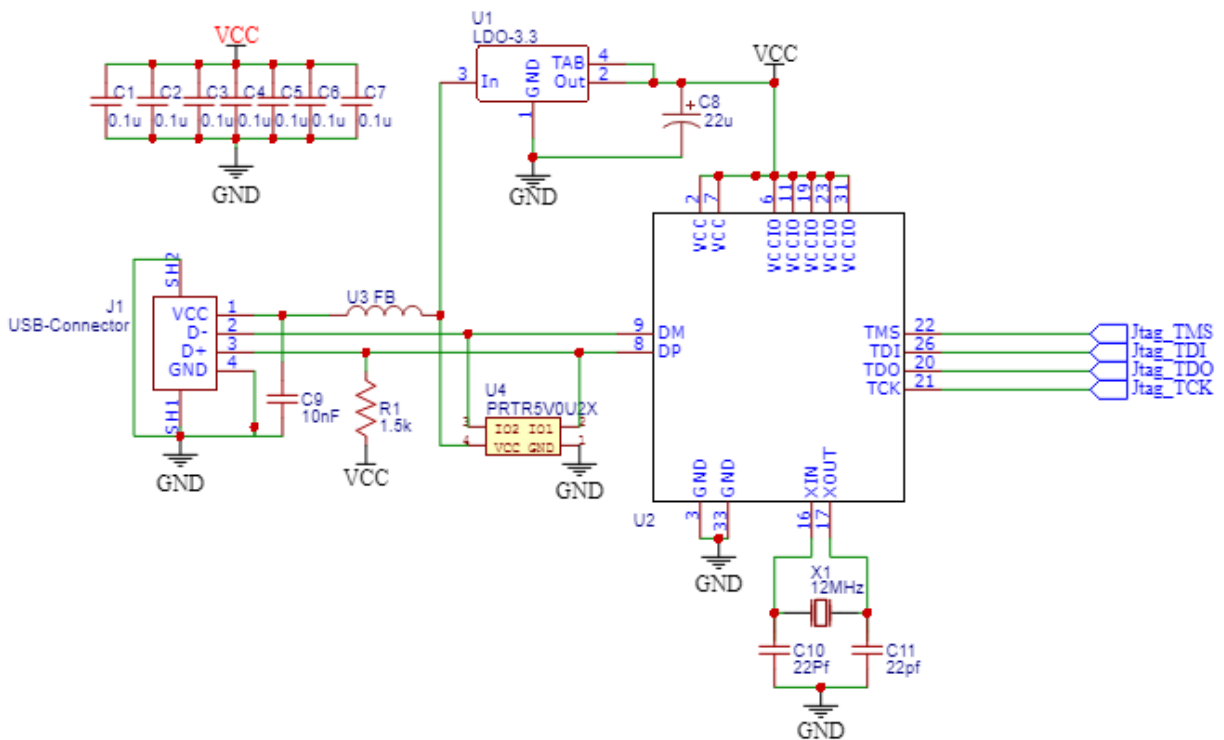 VCC
C1
0.1u
C2
0.1u
C3
0.1u
C4
0.1u
C5
0.1u
C6
0.1u
C7
0.1u
GND
U1
LDO-3.3
3
In
GND
1
TAB
4
Out
2
C8
22u
GND
VCC
2
7
6
11
19
23
31
VCC
VCC
VCCIO
VCCIO
VCCIO
VCCIO
VCCIO
J1
USB-Connector
SH2
VCC
1
D-
2
D+
3
GND
4
SH1
GND
C9
10nF
U3 FB
R1
1.5k
VCC
U4
PRTR5V0U2X
3
IO2 IO1
2
4
VCC GND
1
GND
9
DM
8
DP
TMS
22
Jtag_TMS
TDI
26
Jtag_TDI
TDO
20
Jtag_TDO
TCK
21
Jtag_TCK
U2
GND
GND
3
33
GND
XIN
XOUT
16
17
X1
12MHz
C10
22Pf
C11
22pf
GND